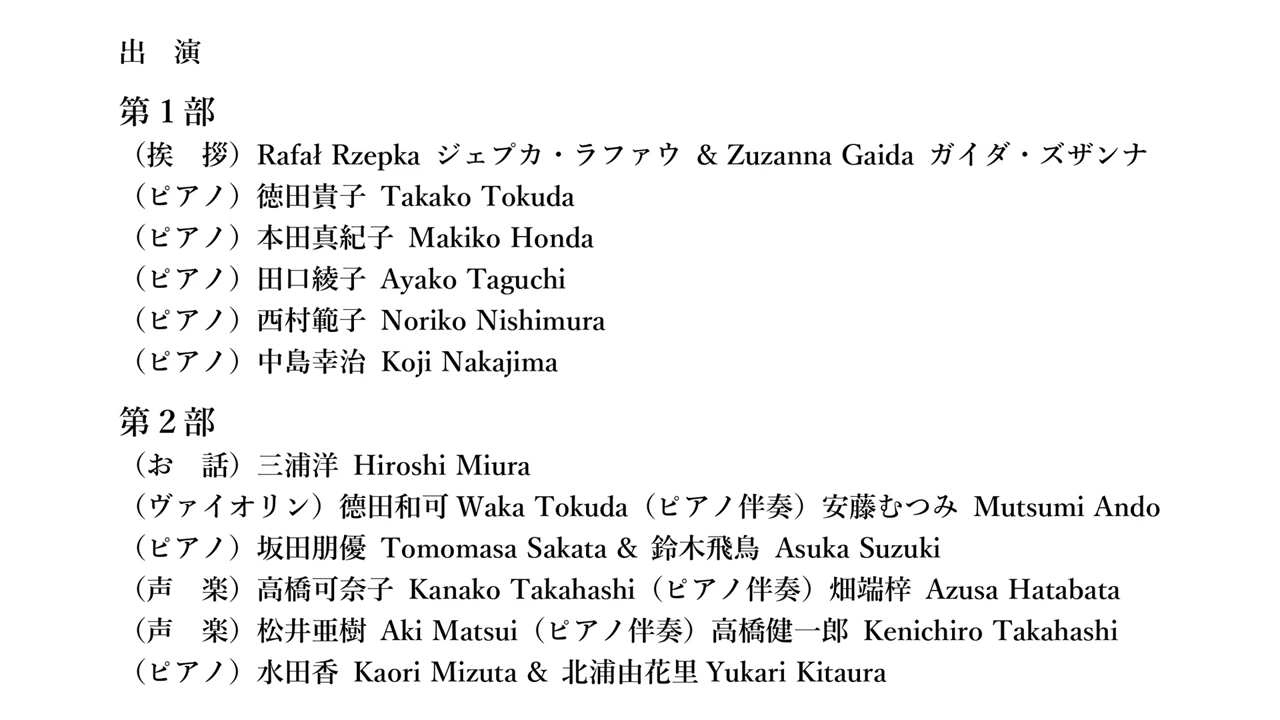 出　演
第１部
（挨　拶）Rafał Rzepka ジェプカ・ラファウ & Zuzanna Gaida ガイダ・ズザンナ
（ピアノ）徳田貴子 Takako Tokuda
（ピアノ）本田真紀子 Makiko Honda
（ピアノ）田口綾子 Ayako Taguchi
（ピアノ）西村範子 Noriko Nishimura
（ピアノ）中島幸治 Koji Nakajima
第２部
（お　話）三浦洋 Hiroshi Miura
（ヴァイオリン）德田和可 Waka Tokuda（ピアノ伴奏）安藤むつみ Mutsumi Ando
（ピアノ）坂田朋優 Tomomasa Sakata & 鈴木飛鳥 Asuka Suzuki
（声　楽）高橋可奈子 Kanako Takahashi（ピアノ伴奏）畑端梓 Azusa Hatabata
（声　楽）松井亜樹 Aki Matsui（ピアノ伴奏）高橋健一郎 Kenichiro Takahashi
（ピアノ）水田香 Kaori Mizuta & 北浦由花里 Yukari Kitaura